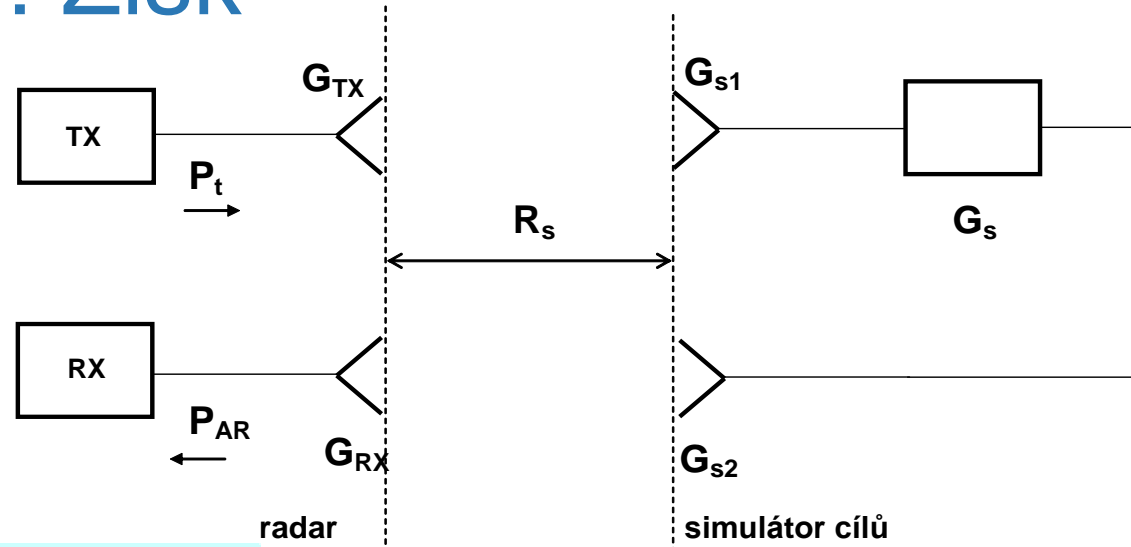 : Zisk
G_TX
G_s1
TX
P_t
R_s
G_s
RX
P_AR
G_RX
G_s2
radar
simulátor cílů